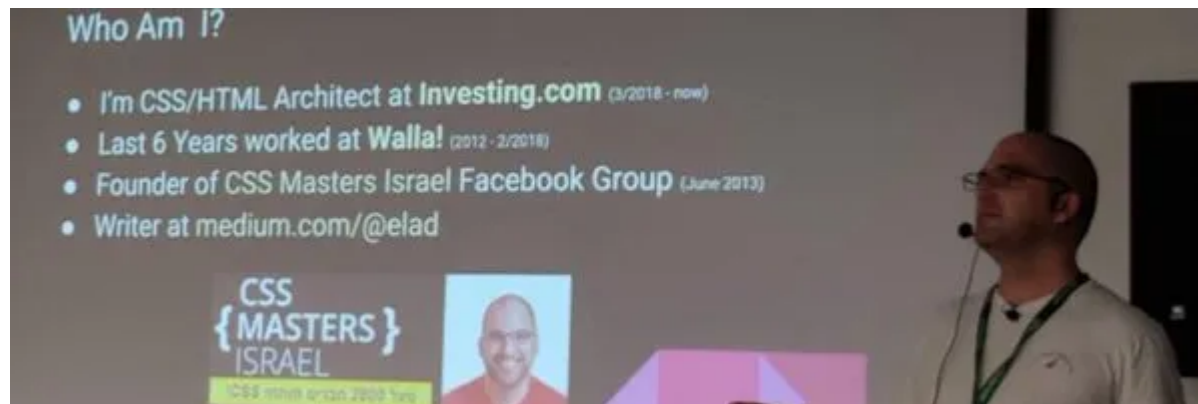 Who Am I?
● I'm CSS/HTML Architect at Investing.com (3/2018 - now)
● Last 6 Years worked at Walla! (2012 - 2/2018)
● Founder of CSS Masters Israel Facebook Group (June 2013)
● Writer at medium.com/@elad
CSS
{ MASTERS }
ISRAEL